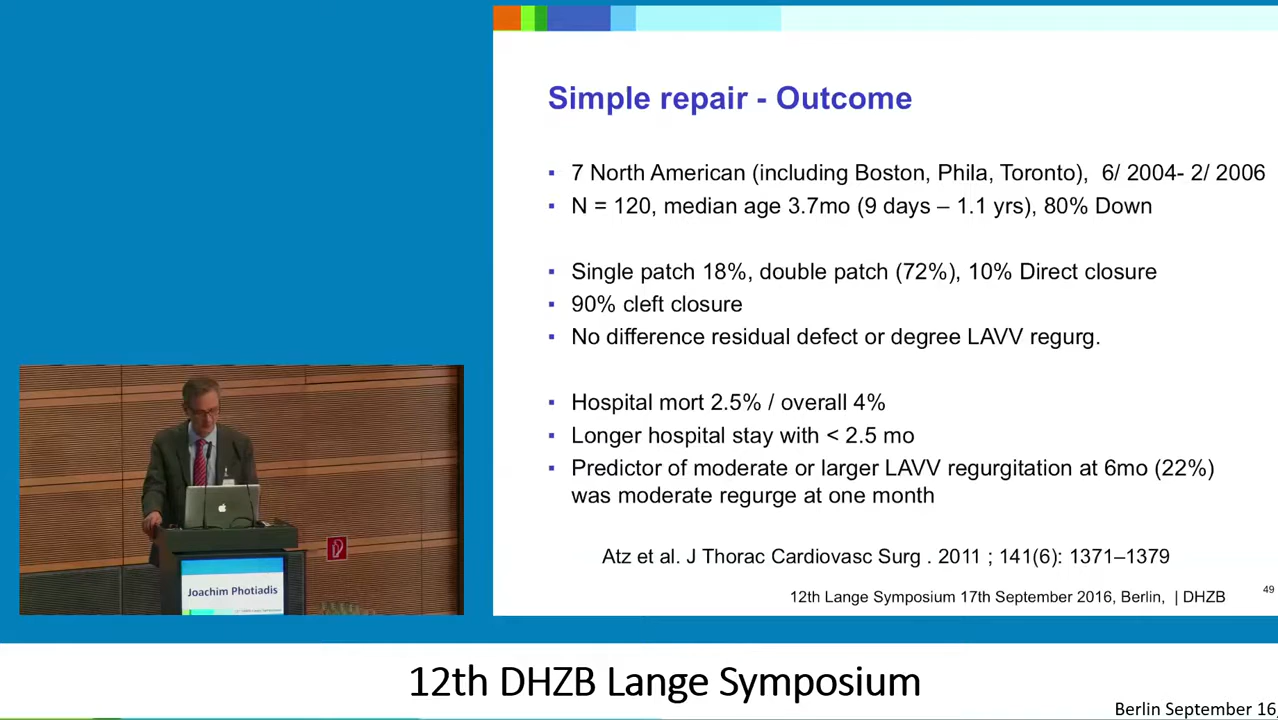 Simple repair - Outcome
▪ 7 North American (including Boston, Phila, Toronto), 6/ 2004- 2/ 2006
▪ N = 120, median age 3.7mo (9 days – 1.1 yrs), 80% Down
▪ Single patch 18%, double patch (72%), 10% Direct closure
▪ 90% cleft closure
▪ No difference residual defect or degree LAVV regurg.
▪ Hospital mort 2.5% / overall 4%
▪ Longer hospital stay with < 2.5 mo
▪ Predictor of moderate or larger LAVV regurgitation at 6mo (22%)
was moderate regurge at one month
Atz et al. J Thorac Cardiovasc Surg . 2011 ; 141(6): 1371–1379
12th Lange Symposium 17th September 2016, Berlin, | DHZB
49
Joachim Photiadis
12th DHZB Lange Symposium
Berlin September 16